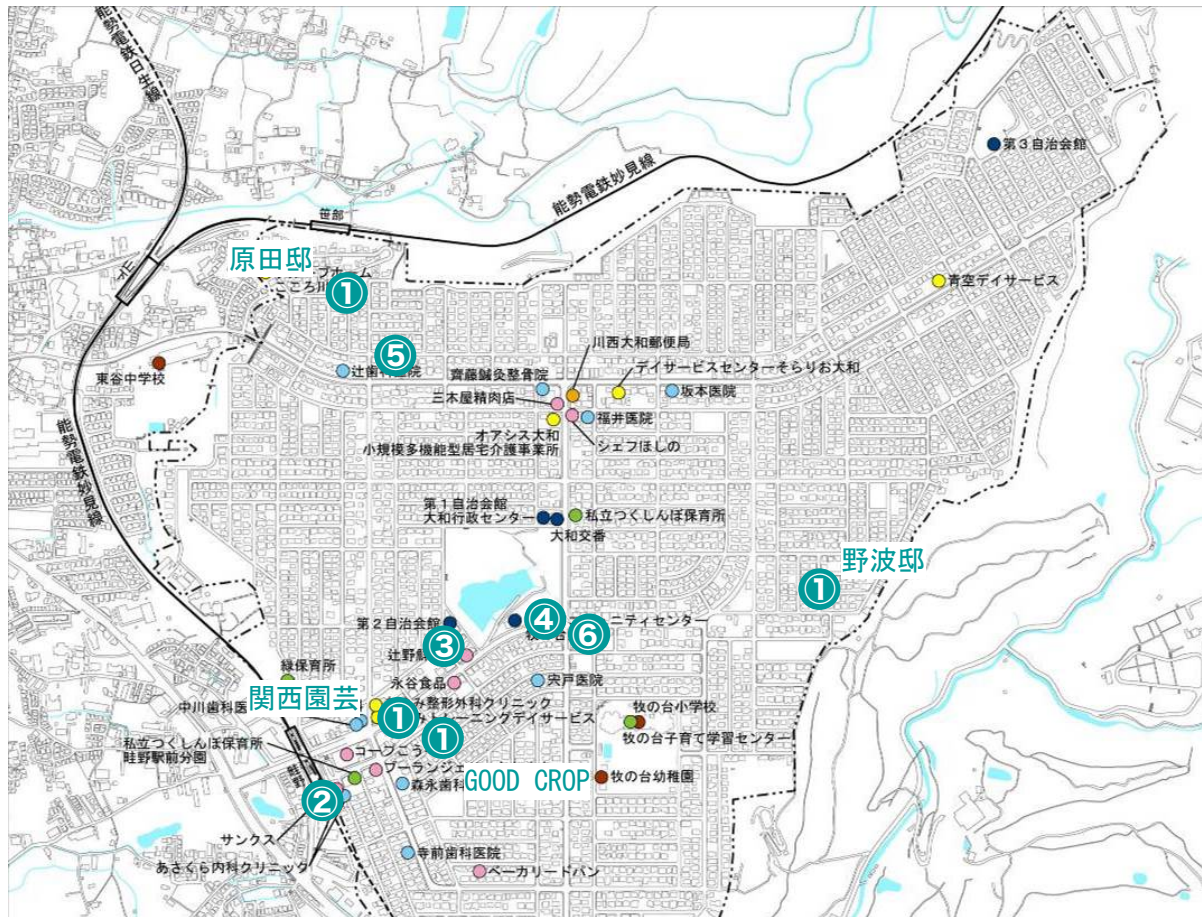 能勢電鉄日生線
第3自治会館
能勢電鉄妙見線
笹部
原田邸
こころ川
①
青空デイサービス
川西大和郵便局
⑤
デイサービスセンターそらりお大和
東谷中学校
辻歯科医院
齊藤鍼灸整骨院
坂本医院
三木屋精肉店
福井医院
オアシス大和
小規模多機能型居宅介護事業所
シェフほしの
能勢電鉄妙見線
第1自治会館
大和行政センター
私立つくしんぼ保育所
大和交番
野波邸
①
第2自治会館
④
ニティセンター
⑥
③
辻野
永谷食品
宍戸医院
緑保育所
関西園芸
中川歯科医
み整形外科クリニック
ーニングデイサービス
①
①
牧の台小学校
牧の台子育て学習センター
私立つくしんぼ保育所
畦野駅前分園
コープこう
ブーランジェ
GOOD CROP
牧の台幼稚園
森永歯科
畦野
②
サンクス
あさくら内科クリニック
寺前歯科医院
ベーカリードパン